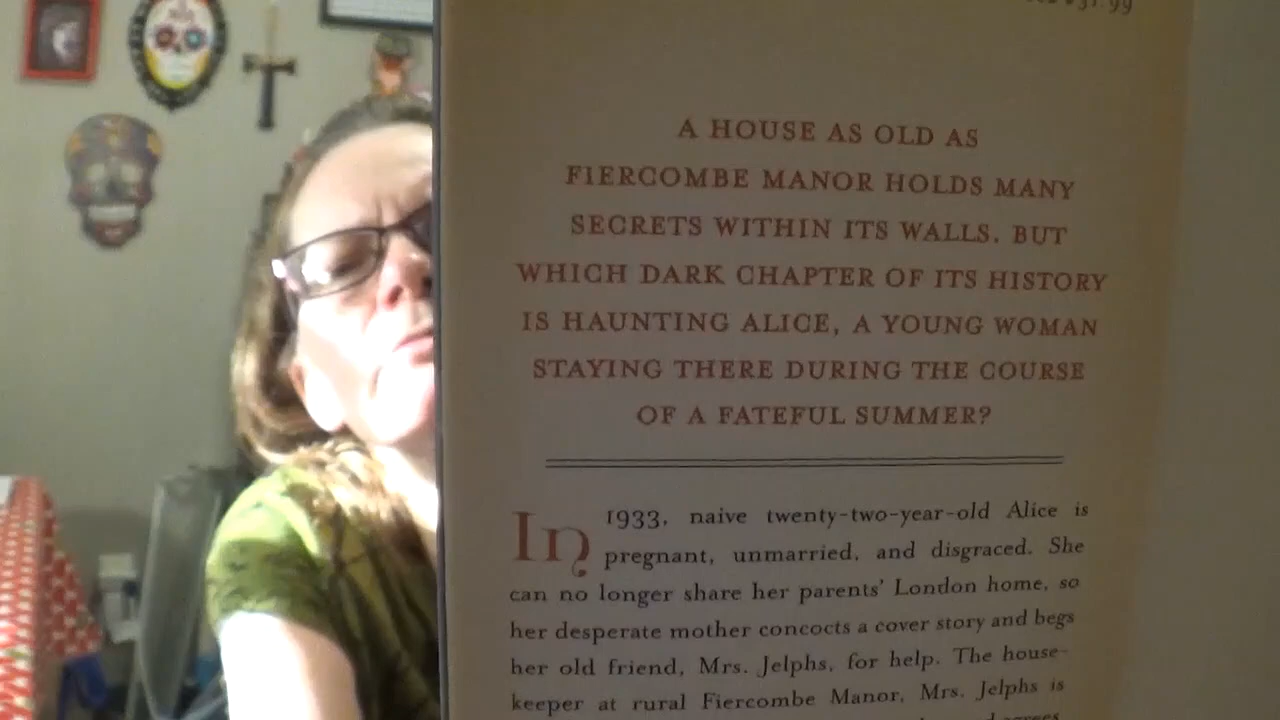 A HOUSE AS OLD AS
FIERCOMBE MANOR HOLDS MANY
SECRETS WITHIN ITS WALLS. BUT
WHICH DARK CHAPTER OF ITS HISTORY
IS HAUNTING ALICE, A YOUNG WOMAN
STAYING THERE DURING THE COURSE
OF A FATEFUL SUMMER?
In 1933, naive twenty-two-year-old Alice is
pregnant, unmarried, and disgraced. She
can no longer share her parents' London home, so
her desperate mother concocts a cover story and begs
her old friend, Mrs. Jelphs, for help. The house-
keeper at rural Fiercombe Manor, Mrs. Jelphs is